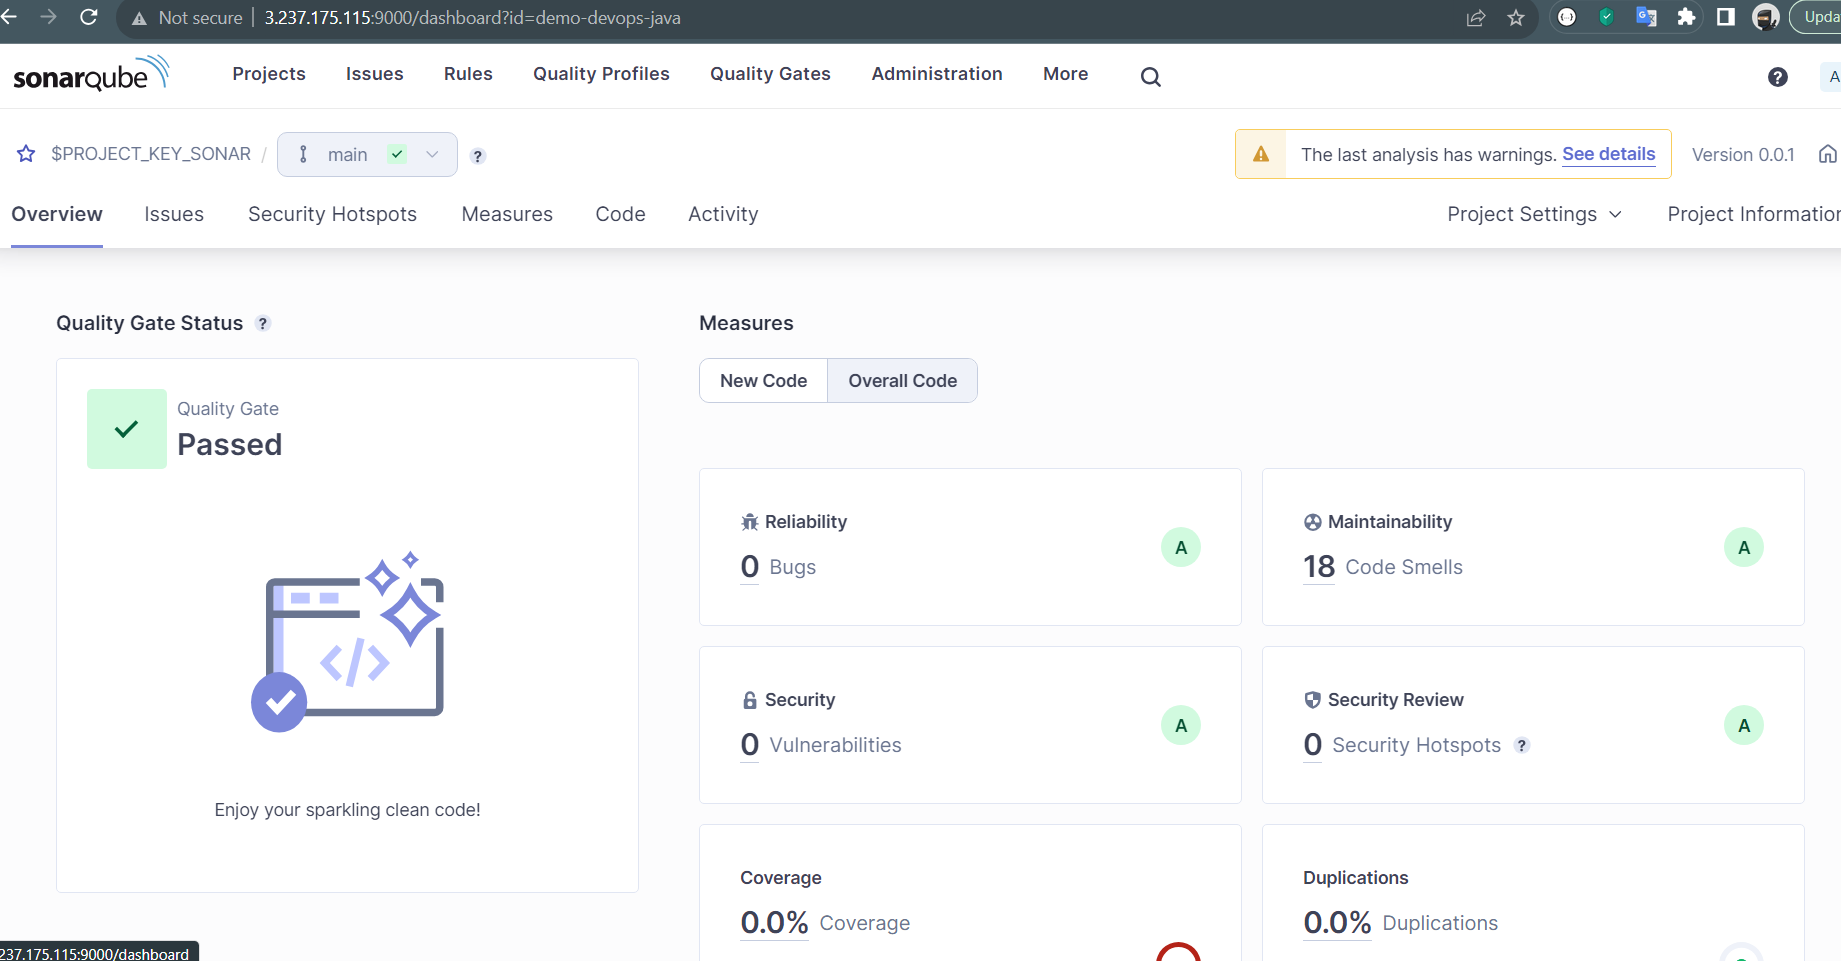 Not secure 3.237.175.115:9000/dashboard?id=demo-devops-java Upda
sonarqube Projects Issues Rules Quality Profiles Quality Gates Administration More ? A
$PROJECT_KEY_SONAR / main ? The last analysis has warnings. See details Version 0.0.1
Overview Issues Security Hotspots Measures Code Activity Project Settings Project Information
Quality Gate Status ?
Quality Gate
Passed
Enjoy your sparkling clean code!
Measures
New Code Overall Code
Reliability
0 Bugs A
Maintainability
18 Code Smells A
Security
0 Vulnerabilities A
Security Review
0 Security Hotspots ? A
Coverage
0.0% Coverage
Duplications
0.0% Duplications
237.175.115:9000/dashboard